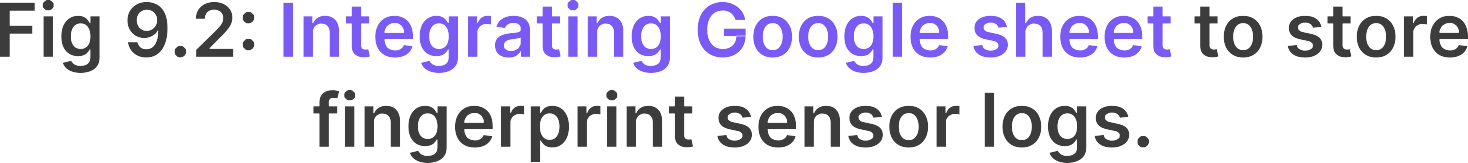 Fig 9.2: Integrating Google sheet to store
fingerprint sensor logs.